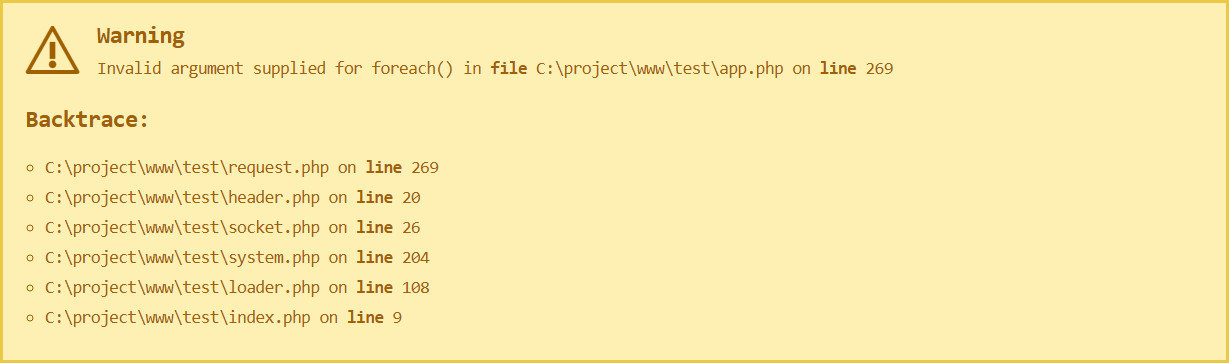 Warning
Invalid argument supplied for foreach() in file C:\project\www\test\app.php on line 269
Backtrace:
C:\project\www\test\request.php on line 269
C:\project\www\test\header.php on line 20
C:\project\www\test\socket.php on line 26
C:\project\www\test\system.php on line 204
C:\project\www\test\loader.php on line 108
C:\project\www\test\index.php on line 9